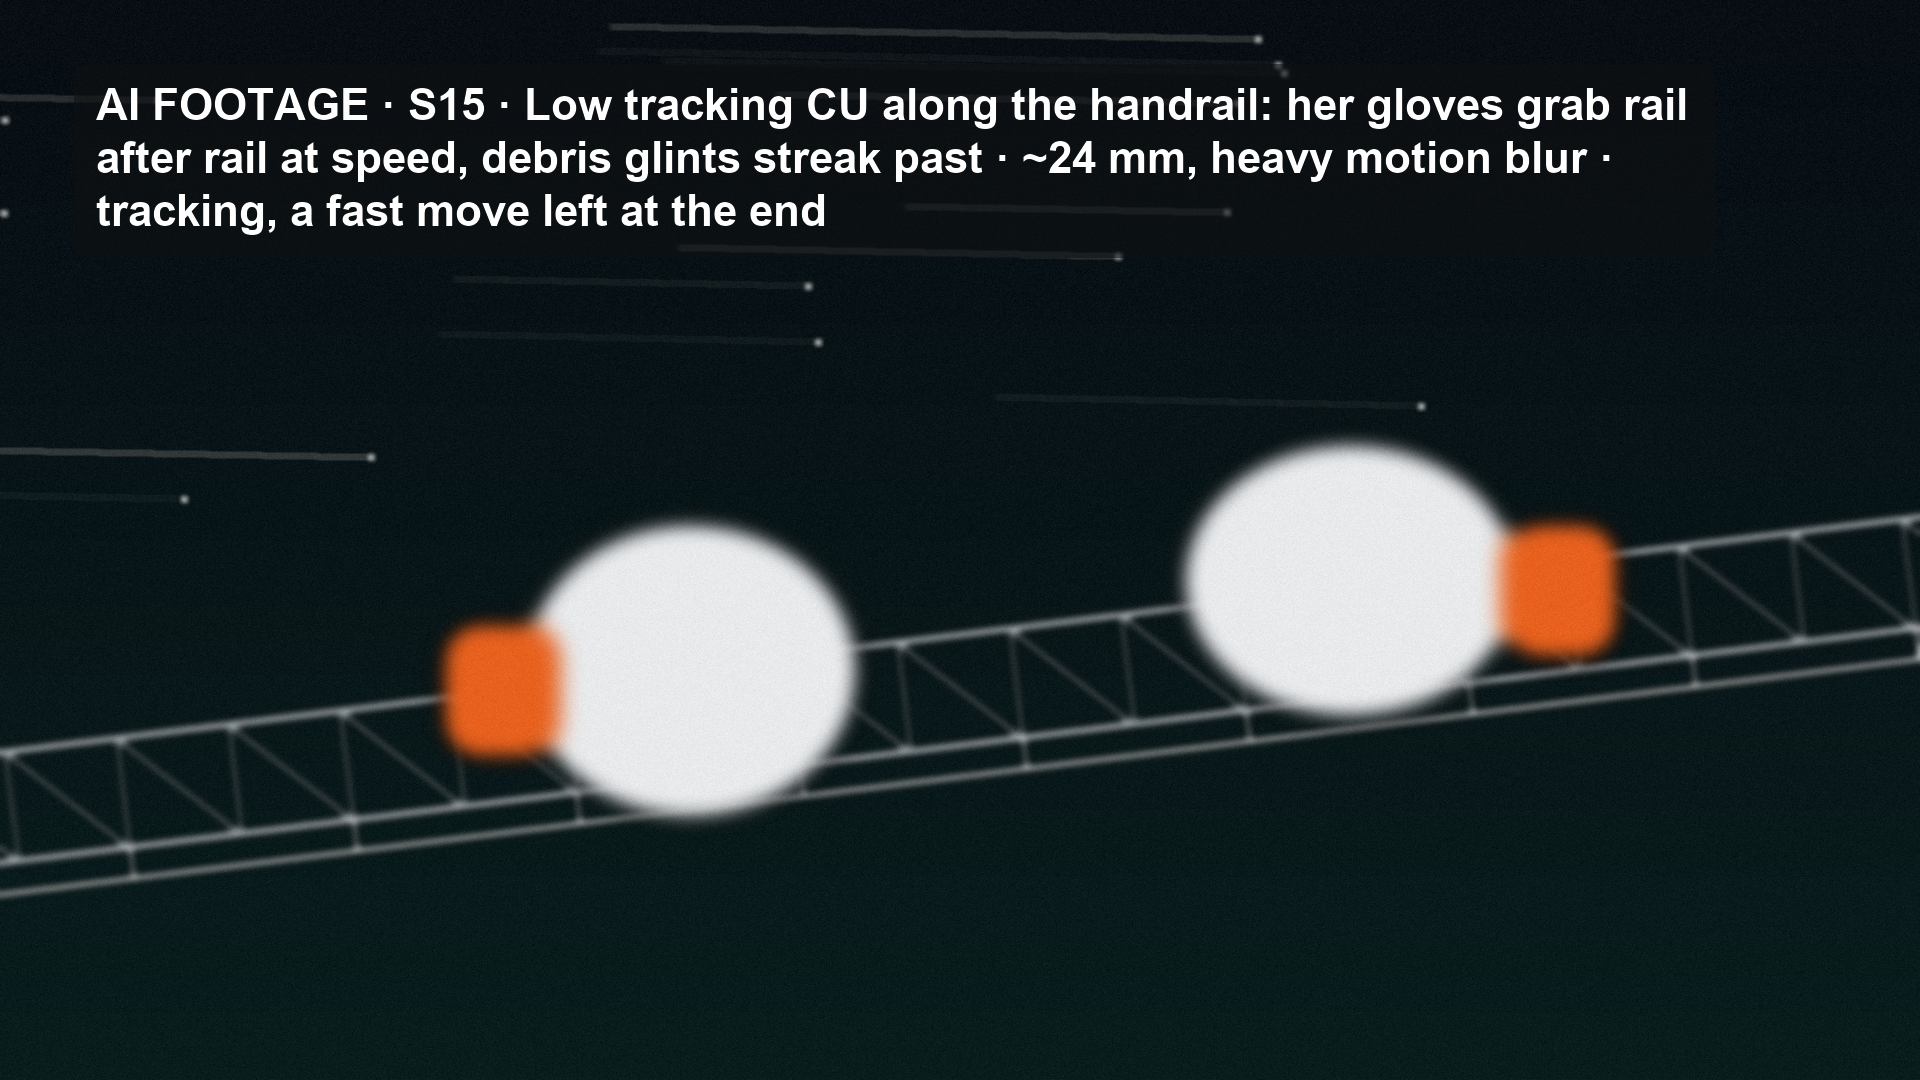 AI FOOTAGE · S15 · Low tracking CU along the handrail: her gloves grab rail
after rail at speed, debris glints streak past · ~24 mm, heavy motion blur ·
tracking, a fast move left at the end